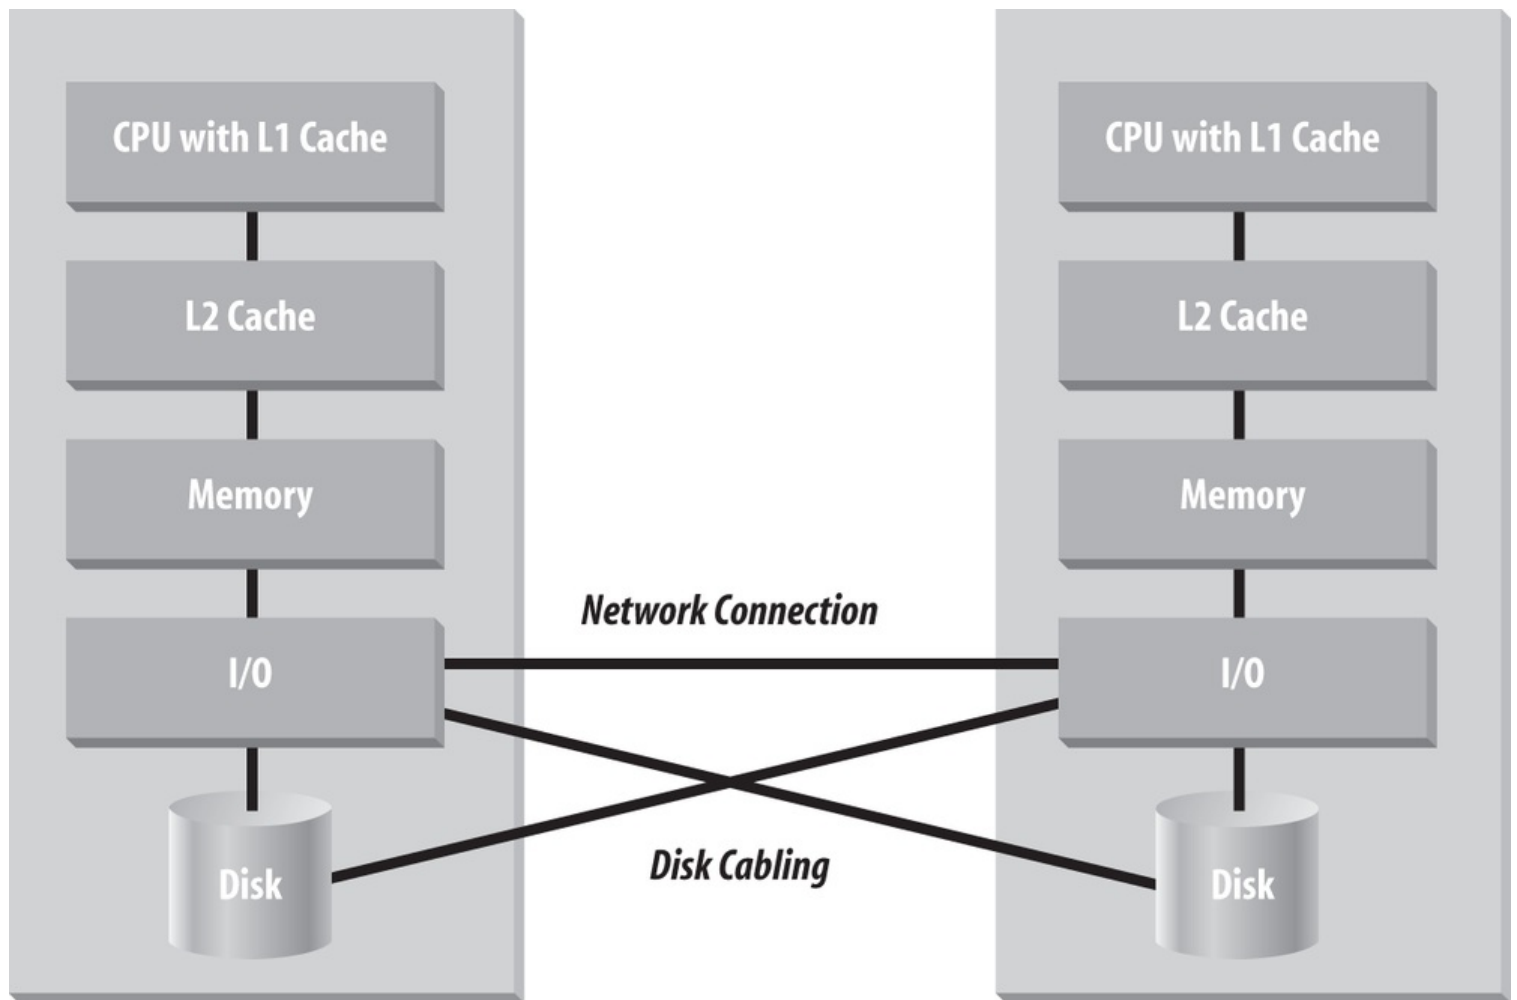 CPU with L1 Cache
L2 Cache
Memory
I/O
Disk
Network Connection
Disk Cabling
CPU with L1 Cache
L2 Cache
Memory
I/O
Disk